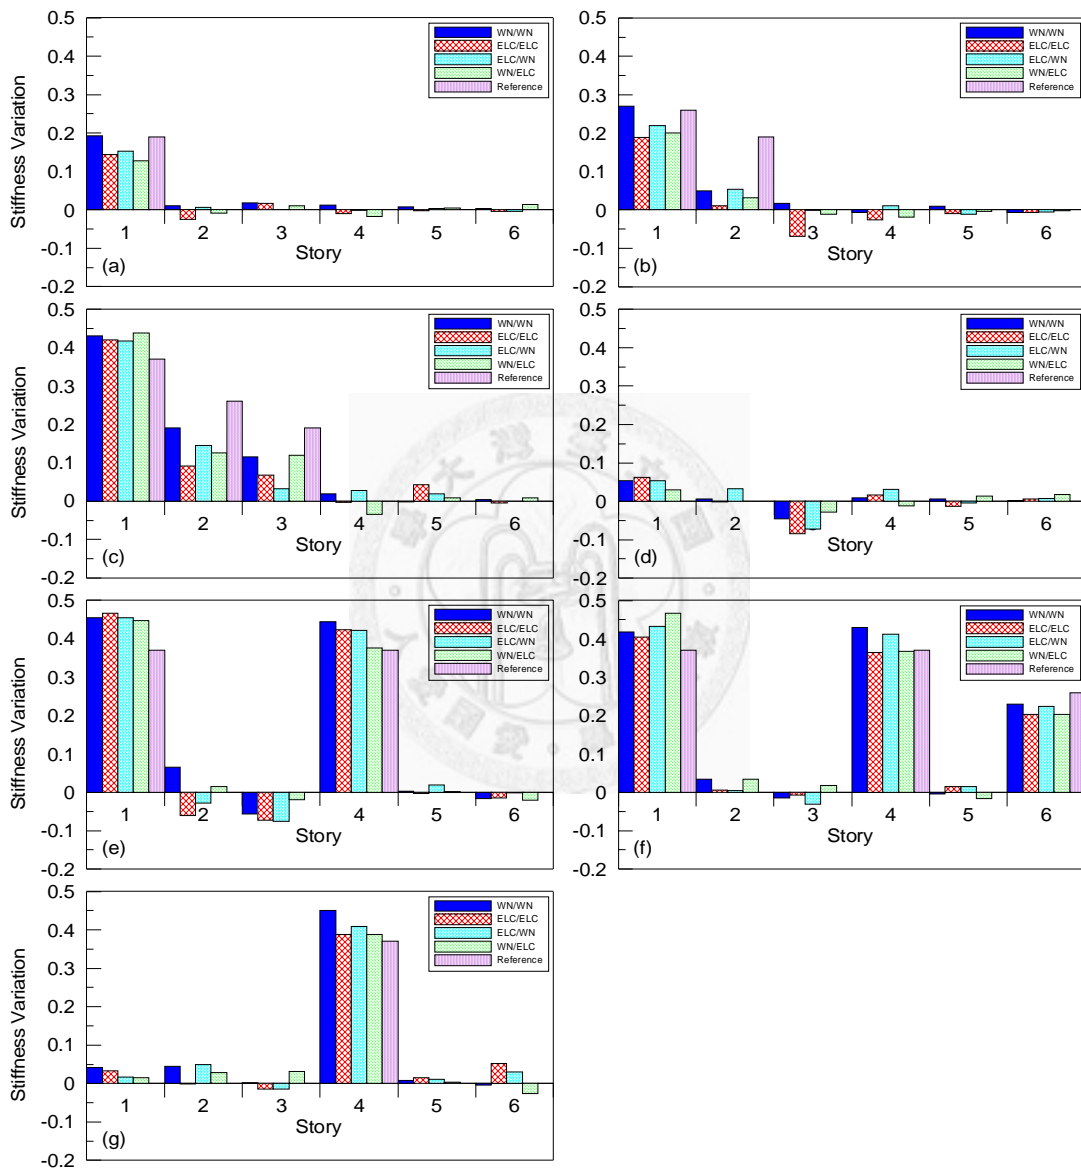 0.5
0.4
0.3
0.2
0.1
0
-0.1
-0.2
Stiffness Variation
WN/WN
ELC/ELC
ELC/WN
WN/ELC
Reference
1 2 3 4 5 6
Story
(a)
0.5
0.4
0.3
0.2
0.1
0
-0.1
-0.2
WN/WN
ELC/ELC
ELC/WN
WN/ELC
Reference
1 2 3 4 5 6
Story
(b)
0.5
0.4
0.3
0.2
0.1
0
-0.1
-0.2
Stiffness Variation
WN/WN
ELC/ELC
ELC/WN
WN/ELC
Reference
1 2 3 4 5 6
Story
(c)
0.5
0.4
0.3
0.2
0.1
0
-0.1
-0.2
WN/WN
ELC/ELC
ELC/WN
WN/ELC
Reference
1 2 3 4 5 6
Story
(d)
0.5
0.4
0.3
0.2
0.1
0
-0.1
-0.2
Stiffness Variation
WN/WN
ELC/ELC
ELC/WN
WN/ELC
Reference
1 2 3 4 5 6
Story
(e)
0.5
0.4
0.3
0.2
0.1
0
-0.1
-0.2
WN/WN
ELC/ELC
ELC/WN
WN/ELC
Reference
1 2 3 4 5 6
Story
(f)
0.5
0.4
0.3
0.2
0.1
0
-0.1
-0.2
Stiffness Variation
WN/WN
ELC/ELC
ELC/WN
WN/ELC
Reference
1 2 3 4 5 6
Story
(g)